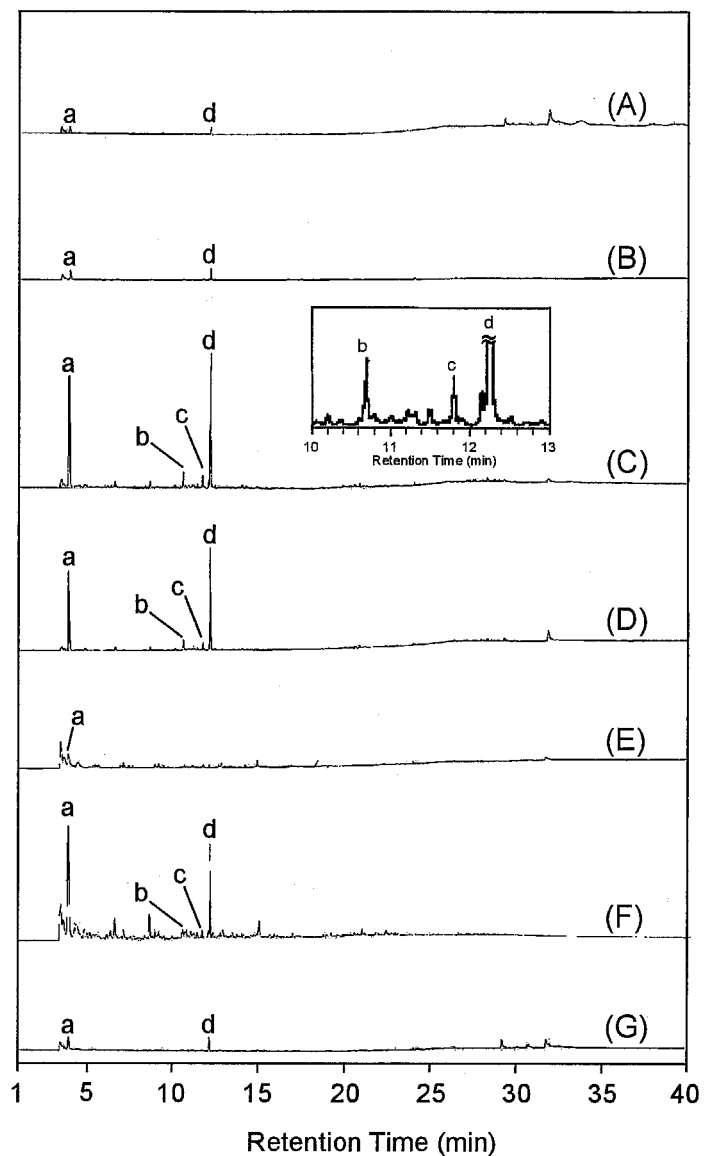 a d (A)
a d (B)
a b c d (C)
b c d
10 11 12 13
Retention Time (min)
a b c d (D)
a (E)
a b c d (F)
a d (G)
1 5 10 15 20 25 30 35 40
Retention Time (min)